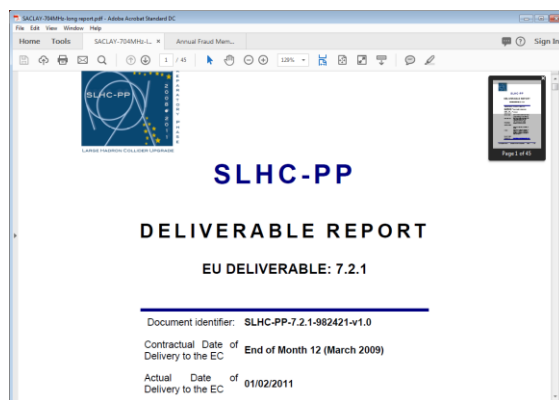 SACLAY-704MHz-long report.pdf - Adobe Acrobat Standard DC
File Edit View Window Help
Home Tools SACLAY-704MHz-l... × Annual Fraud Mem... Sign In
1 / 45 129%
SLHC-PP
2008-2011
LARGE HADRON COLLIDER UPGRADE
Page 1 of 45
SLHC-PP
DELIVERABLE REPORT
EU DELIVERABLE: 7.2.1
Document identifier: SLHC-PP-7.2.1-982421-v1.0
Contractual Date of
Delivery to the EC End of Month 12 (March 2009)
Actual Date of
Delivery to the EC 01/02/2011